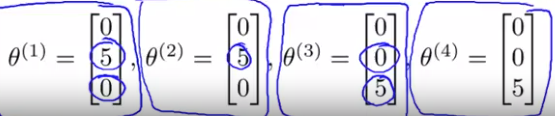 θ⁽¹⁾ = [0 5 0], θ⁽²⁾ = [0 5 0], θ⁽³⁾ = [0 0 5], θ⁽⁴⁾ = [0 0 5]